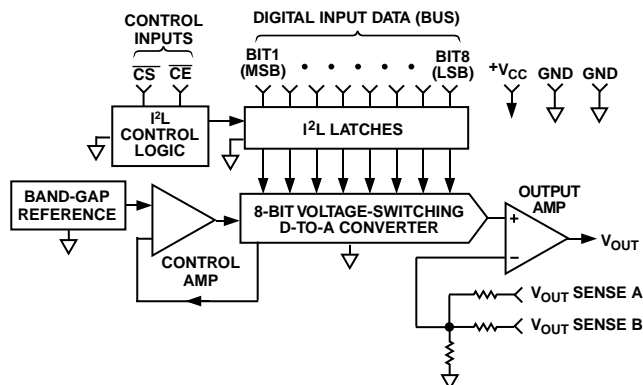 CONTROL INPUTS
DIGITAL INPUT DATA (BUS)
CS CE
BIT1 (MSB)
BIT8 (LSB)
+VCC GND GND
I²L CONTROL LOGIC
I²L LATCHES
BAND-GAP REFERENCE
CONTROL AMP
8-BIT VOLTAGE-SWITCHING D-TO-A CONVERTER
OUTPUT AMP
+
–
VOUT
VOUT SENSE A
VOUT SENSE B